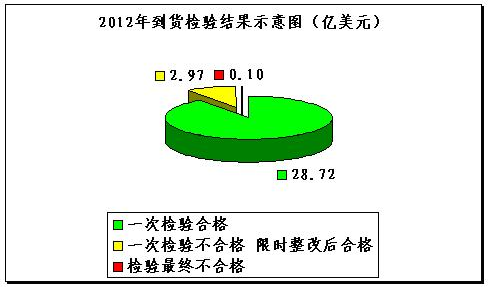 2012年到货检验结果示意图（亿美元）
2.97 0.10
28.72
一次检验合格
一次检验不合格 限时整改后合格
检验最终不合格